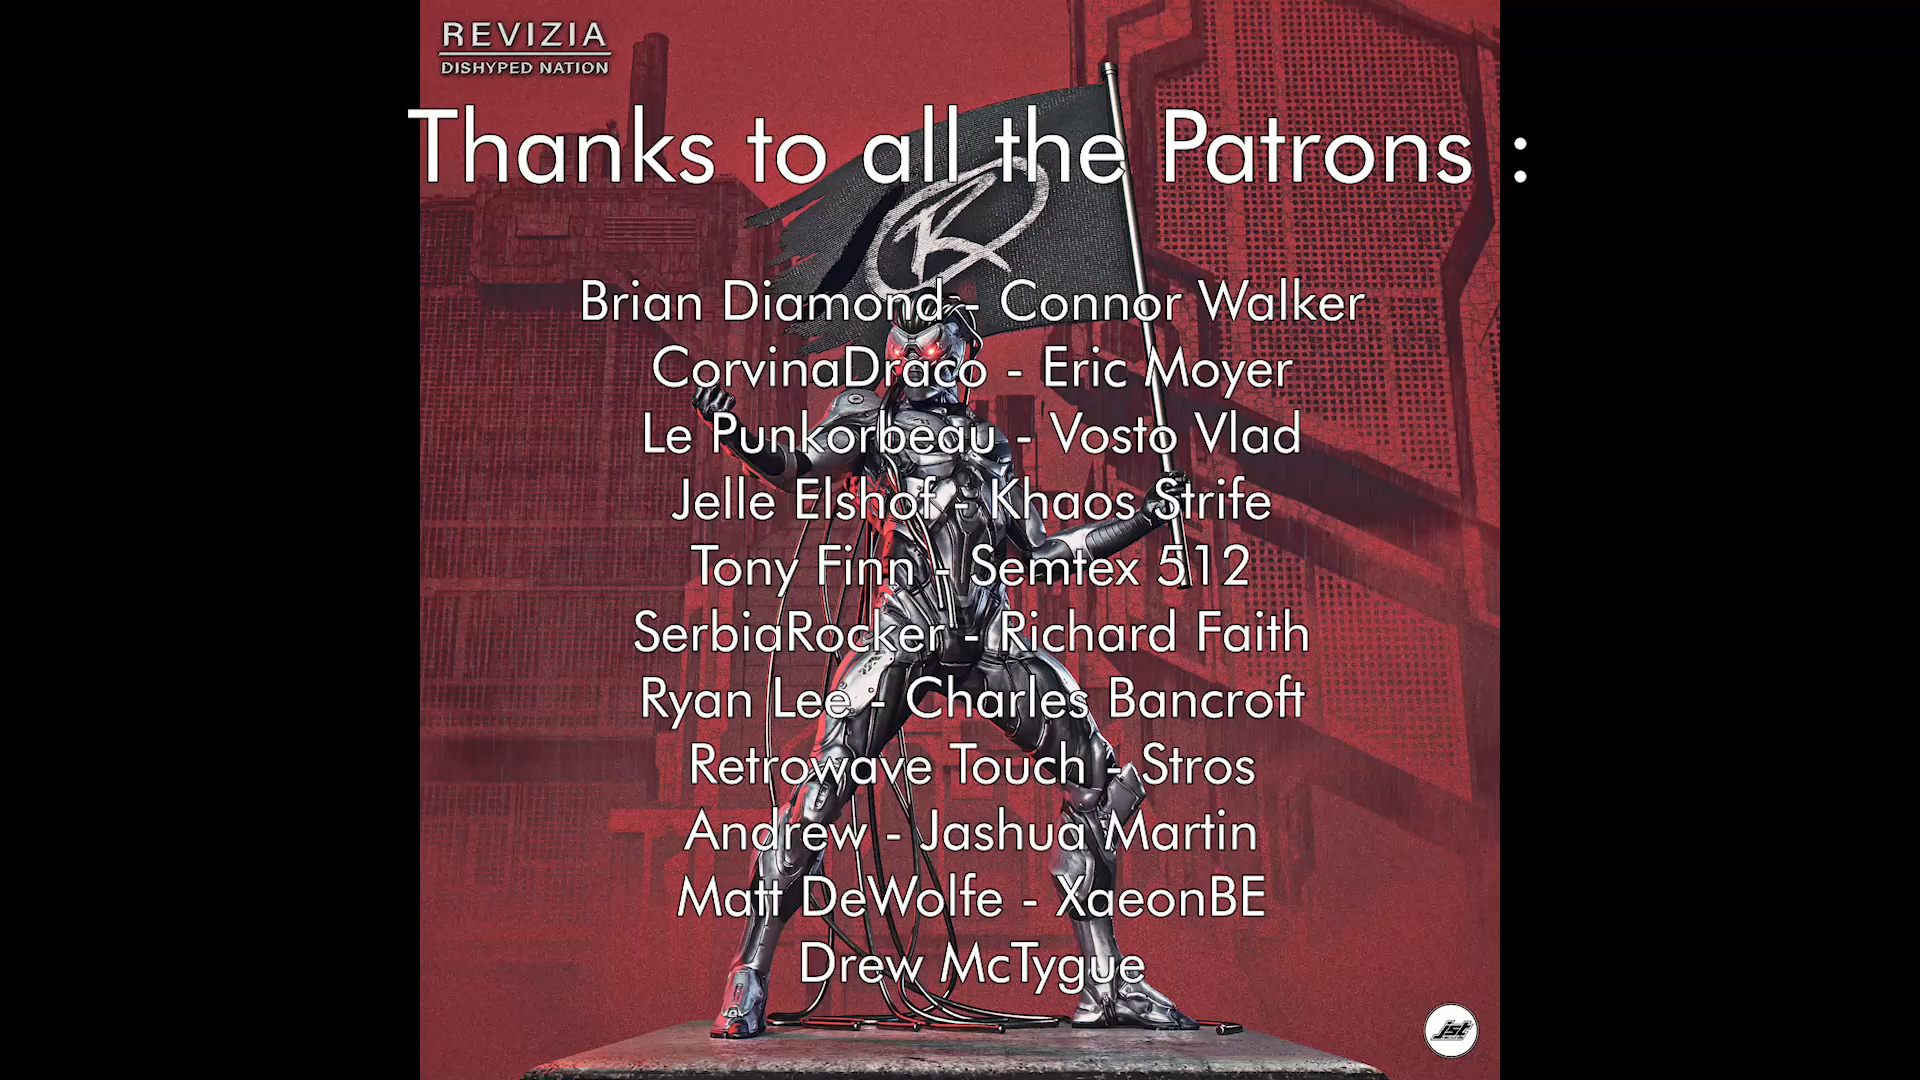 REVIZIA
DISHYPED NATION
Thanks to all the Patrons :
R
Brian Diamond - Connor Walker
CorvinaDraco - Eric Moyer
Le Punkorbeau - Vosto Vlad
Jelle Elshof - Khaos Strife
Tony Finn - Semtex 512
SerbiaRocker - Richard Faith
Ryan Lee - Charles Bancroft
Retrowave Touch - Stros
Andrew - Jashua Martin
Matt DeWolfe - XaeonBE
Drew McTygue
jst